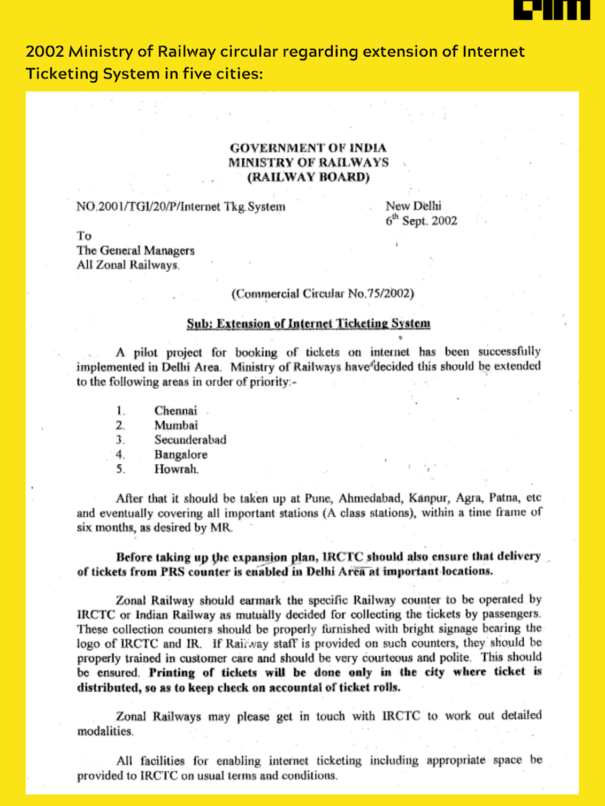 AIM
2002 Ministry of Railway circular regarding extension of Internet
Ticketing System in five cities:
GOVERNMENT OF INDIA
MINISTRY OF RAILWAYS
(RAILWAY BOARD)
NO.2001/TGI/20/P/Internet Tkg.System
New Delhi
6th Sept. 2002
To
The General Managers
All Zonal Railways.
(Commercial Circular No.75/2002)
Sub: Extension of Internet Ticketing System
A pilot project for booking of tickets on internet has been successfully
implemented in Delhi Area. Ministry of Railways have decided this should be extended
to the following areas in order of priority:-
1. Chennai
2. Mumbai
3. Secunderabad
4. Bangalore
5. Howrah.
After that it should be taken up at Pune, Ahmedabad, Kanpur, Agra, Patna, etc
and eventually covering all important stations (A class stations), within a time frame of
six months, as desired by MR.
Before taking up the expansion plan, IRCTC should also ensure that delivery
of tickets from PRS counter is enabled in Delhi Area at important locations.
Zonal Railway should earmark the specific Railway counter to be operated by
IRCTC or Indian Railway as mutually decided for collecting the tickets by passengers.
These collection counters should be properly furnished with bright signage bearing the
logo of IRCTC and IR. If Railway staff is provided on such counters, they should be
properly trained in customer care and should be very courteous and polite. This should
be ensured. Printing of tickets will be done only in the city where ticket is
distributed, so as to keep check on accountal of ticket rolls.
Zonal Railways may please get in touch with IRCTC to work out detailed
modalities.
All facilities for enabling internet ticketing including appropriate space be
provided to IRCTC on usual terms and conditions.